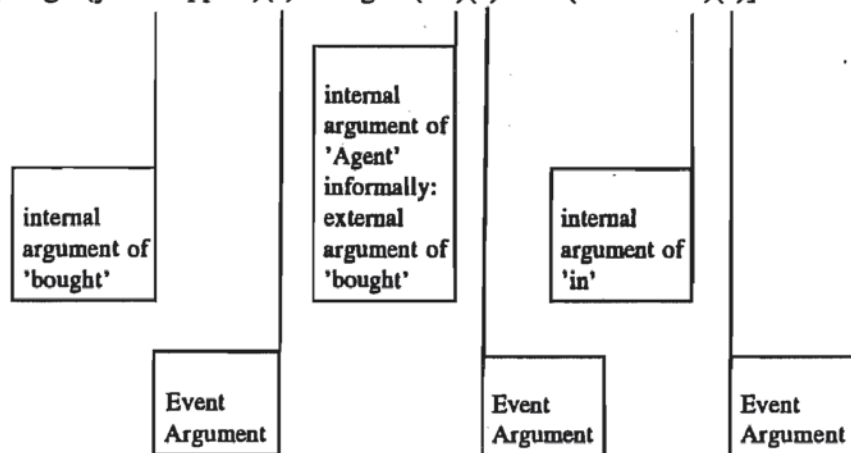 internal
argument of
'bought'
internal
argument of
'Agent'
informally:
external
argument of
'bought'
internal
argument of
'in'
Event
Argument
Event
Argument
Event
Argument